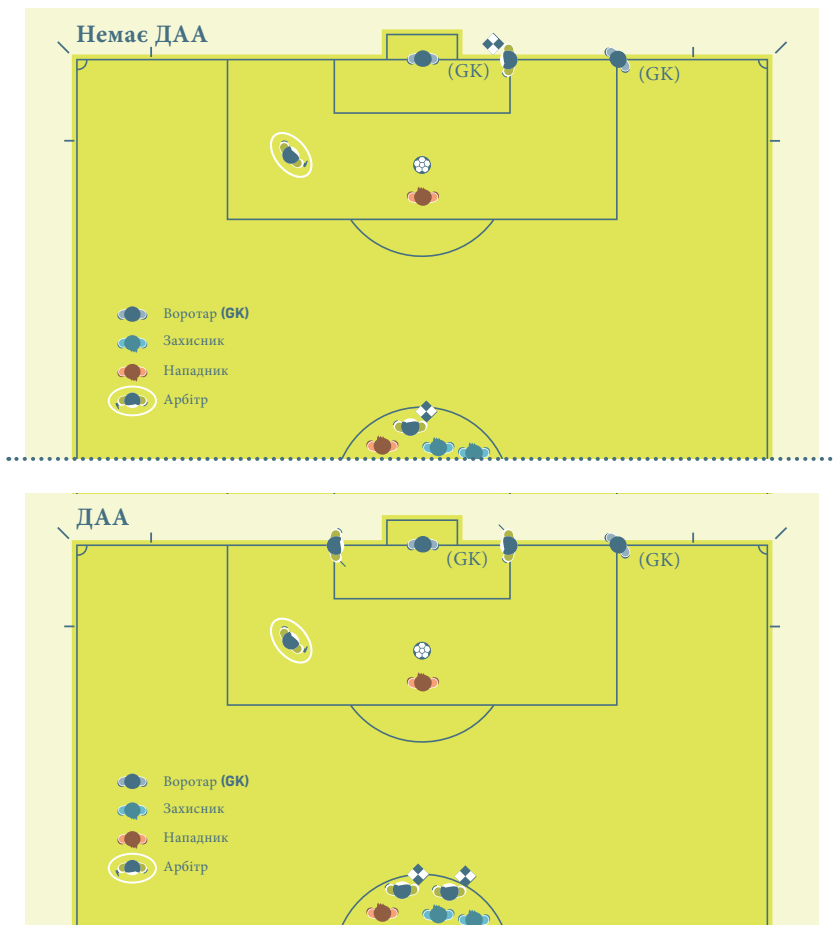 Немає ДАА
(GK)
(GK)
Воротар (GK)
Захисник
Нападник
Арбітр
ДАА
(GK)
(GK)
Воротар (GK)
Захисник
Нападник
Арбітр